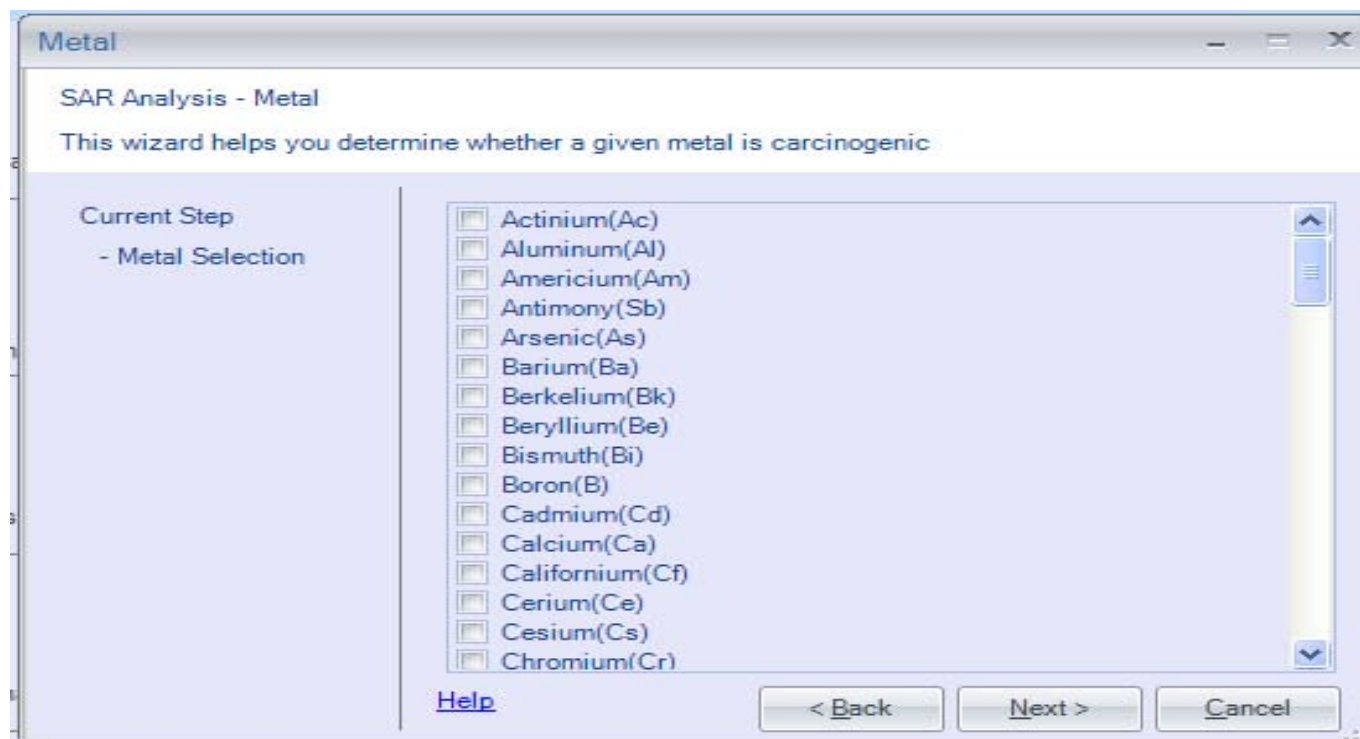 Metal
SAR Analysis - Metal
This wizard helps you determine whether a given metal is carcinogenic
Current Step
- Metal Selection
Actinium(Ac)
Aluminum(Al)
Americium(Am)
Antimony(Sb)
Arsenic(As)
Barium(Ba)
Berkelium(Bk)
Beryllium(Be)
Bismuth(Bi)
Boron(B)
Cadmium(Cd)
Calcium(Ca)
Californium(Cf)
Cerium(Ce)
Cesium(Cs)
Chromium(Cr)
Help
< Back
Next >
Cancel